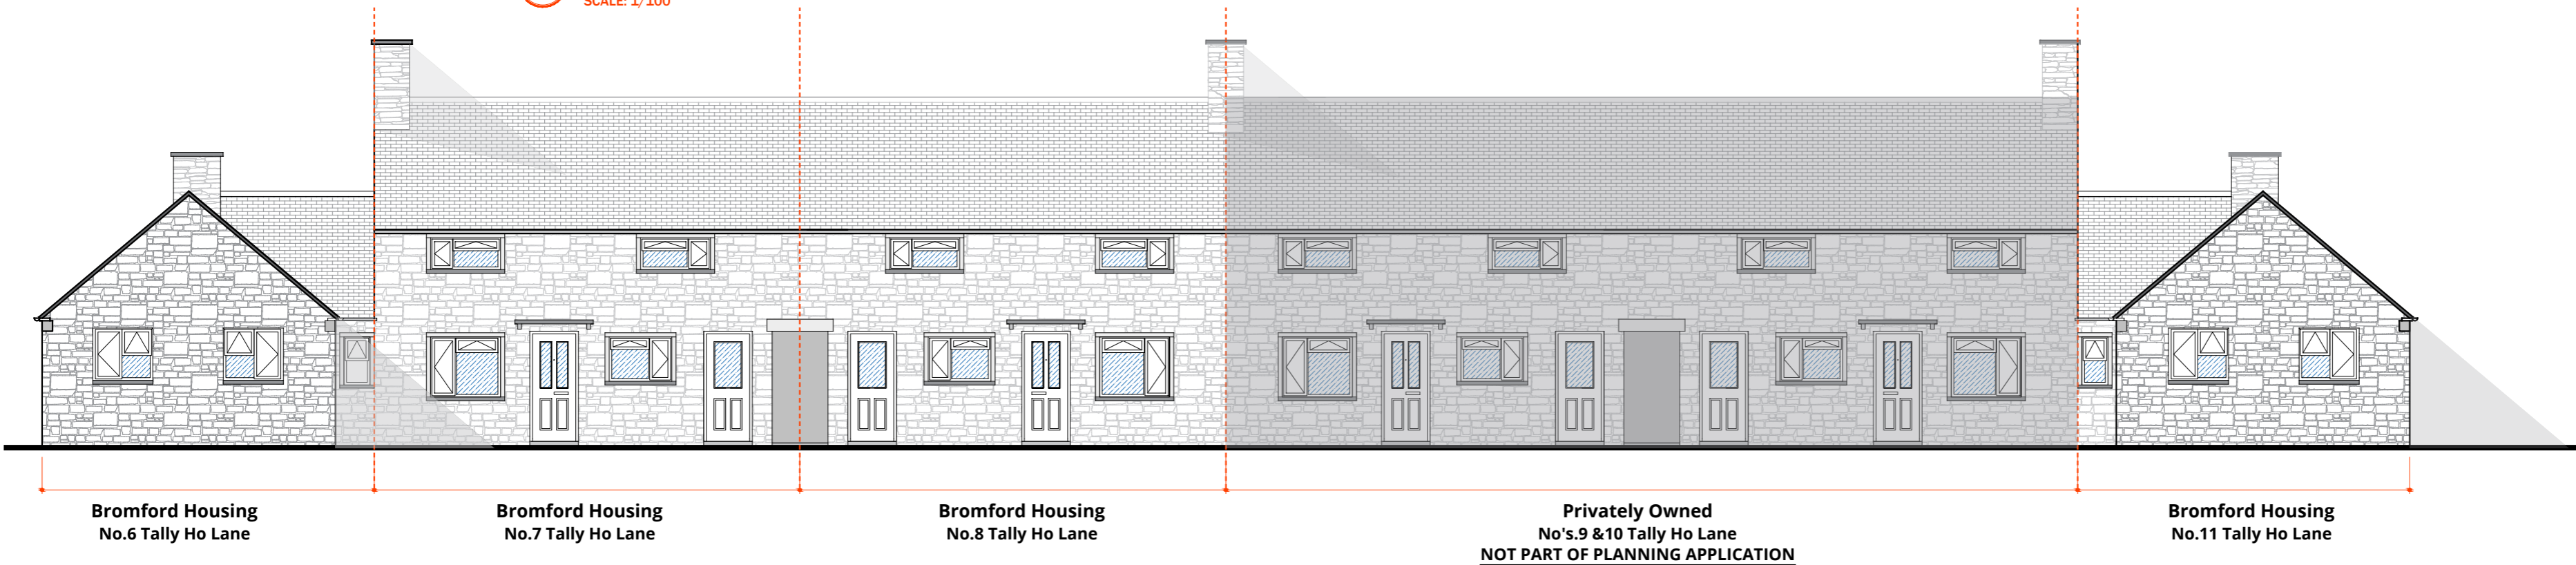 SCALE: 1/100
Bromford Housing
No.6 Tally Ho Lane
Bromford Housing
No.7 Tally Ho Lane
Bromford Housing
No.8 Tally Ho Lane
Privately Owned
No's.9 &10 Tally Ho Lane
NOT PART OF PLANNING APPLICATION
Bromford Housing
No.11 Tally Ho Lane